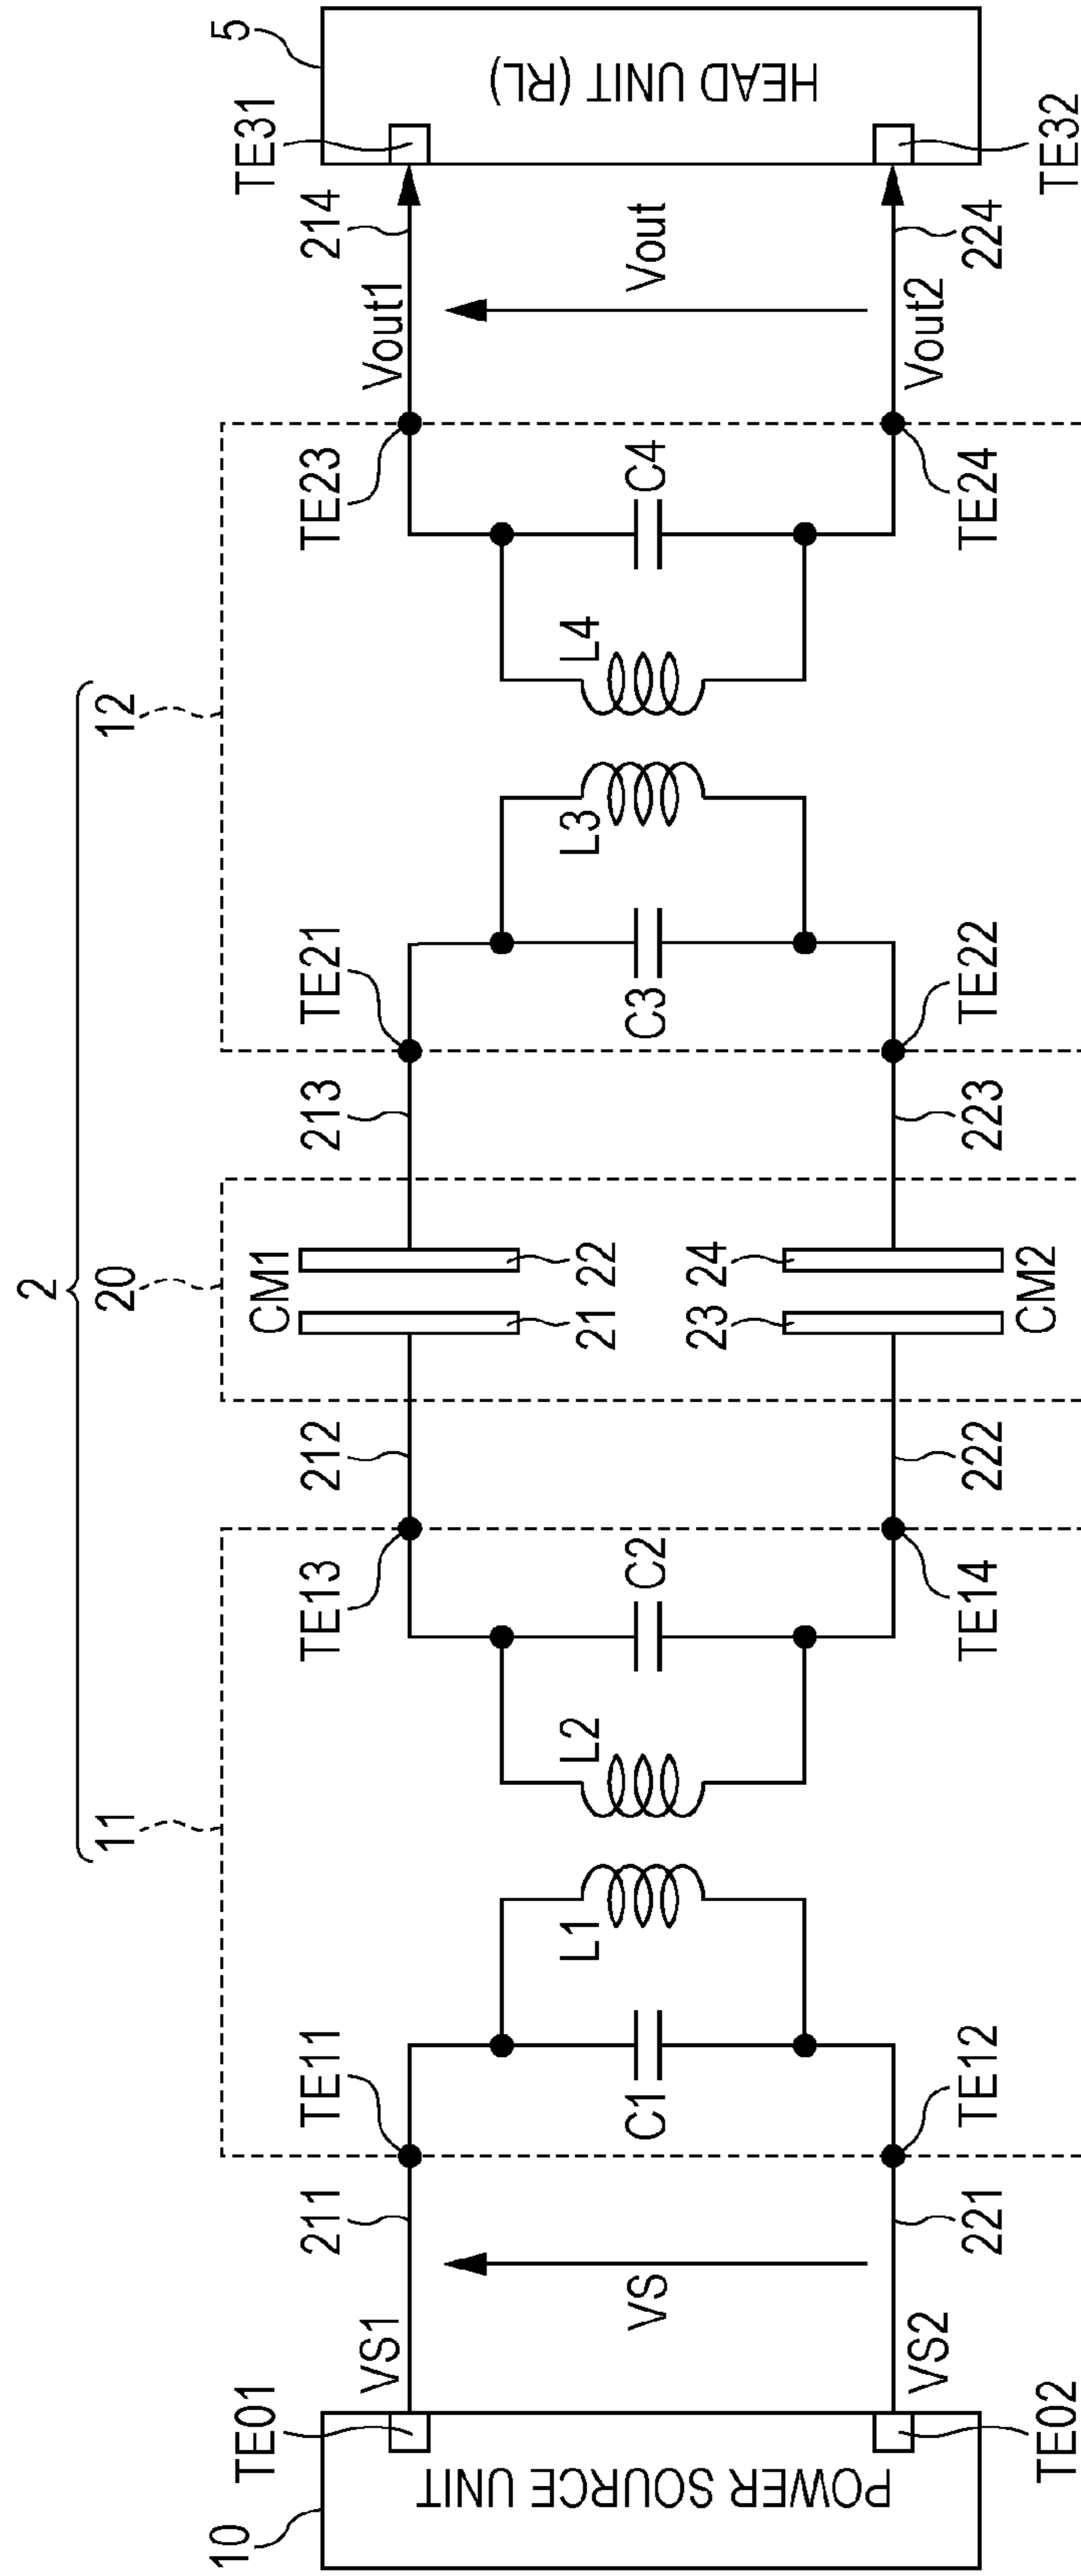 2
11
20
12
10
TE01
VS1
211
TE11
TE13
212
CM1
213
TE21
TE23
Vout1
214
TE31
5
POWER SOURCE UNIT
VS
C1
L1
L2
C2
21
22
23
24
C3
L3
L4
C4
Vout
HEAD UNIT (RL)
TE02
VS2
221
TE12
TE14
222
CM2
223
TE22
TE24
Vout2
224
TE32